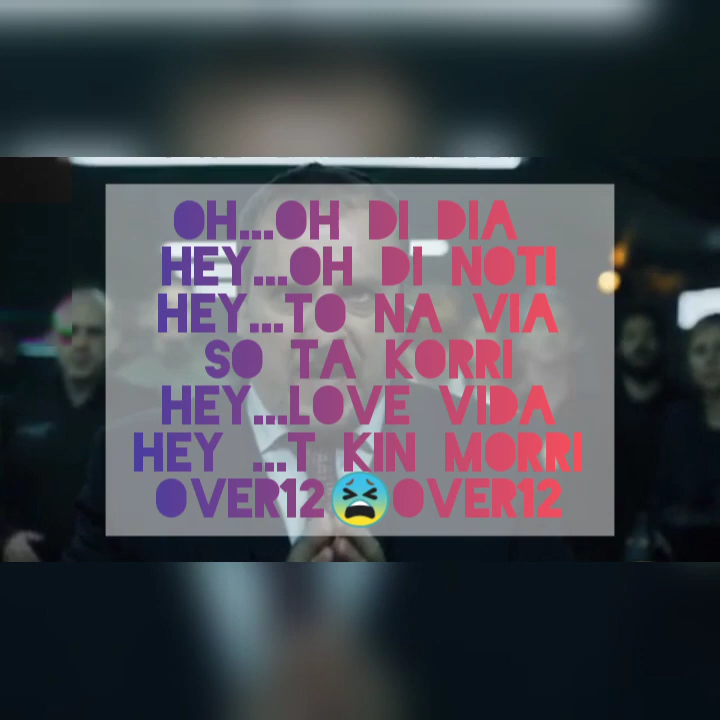 OH...OH DI DIA
HEY...OH DI NOTI
HEY...TO NA VIA
SO TA KORRI
HEY...LOVE VIDA
HEY ...T KIN MORRI
OVER12😫OVER12